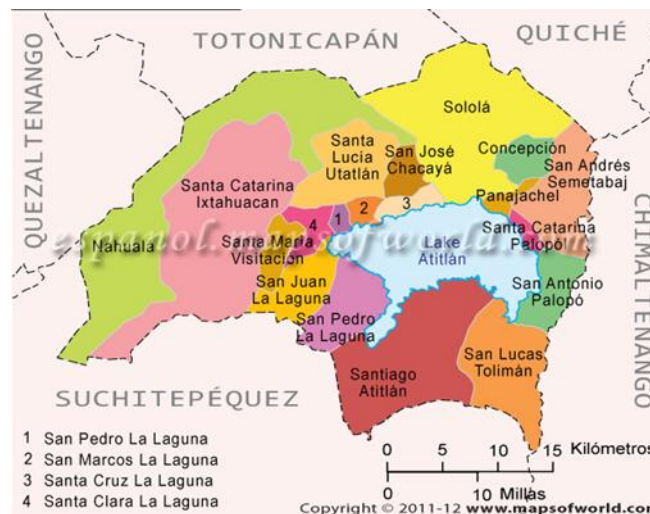 TOTONICAPÁN
QUICHÉ
QUEZALTENANGO
Sololá
Santa
Lucia
Utatlán
San José
Chacayá
Concepción
San Andrés
Semetabaj
Santa Catarina
Ixtahuacan
Panajachel
4
1
2
3
Santa Catarina
Palopó
Nahualá
Santa Maria
Visitación
Lake
Atitlán
espanol.mapsofworld.com
CHIMALTENANGO
San Juan
La Laguna
San Antonio
Palopó
San Pedro
La Laguna
San Lucas
Tolimán
Santiago
Atitlán
SUCHITEPÉQUEZ
1 San Pedro La Laguna
2 San Marcos La Laguna
3 Santa Cruz La Laguna
4 Santa Clara La Laguna
0 5 10 15 Kilómetros
0 10 Millas
Copyright © 2011-12 www.mapsofworld.com